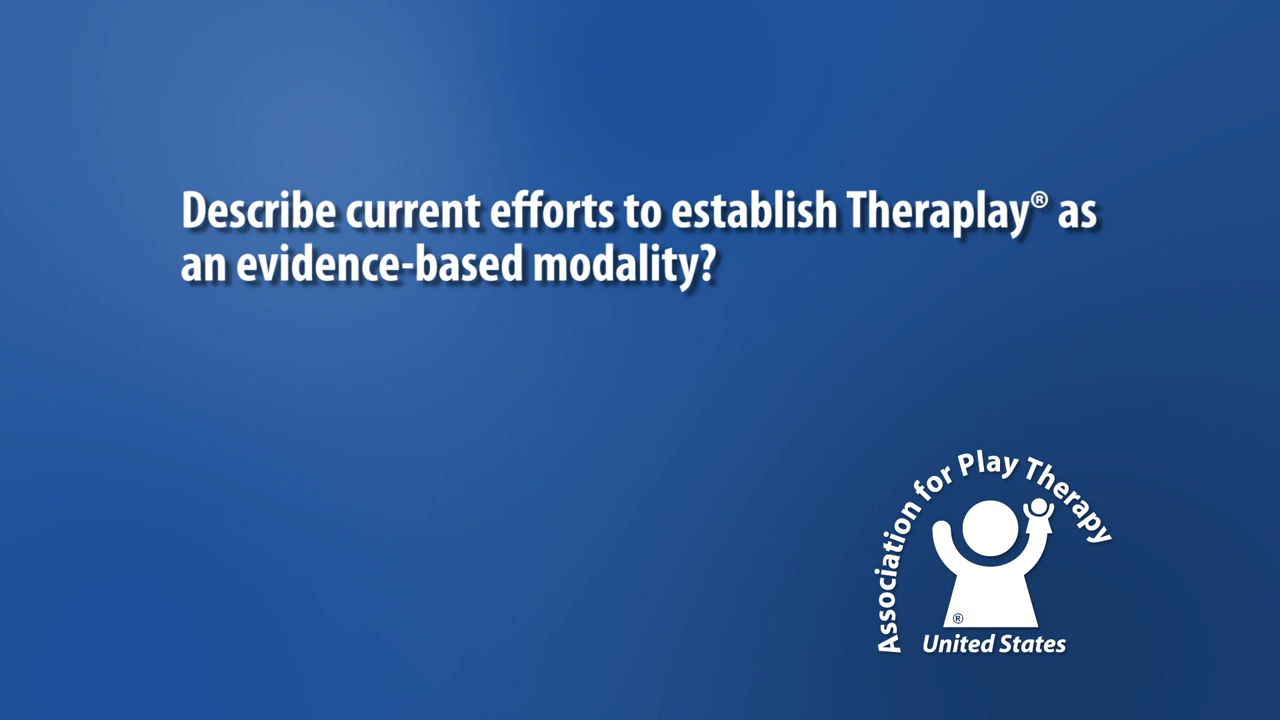 Describe current efforts to establish Theraplay® as
an evidence-based modality?
Association for Play Therapy
®
United States